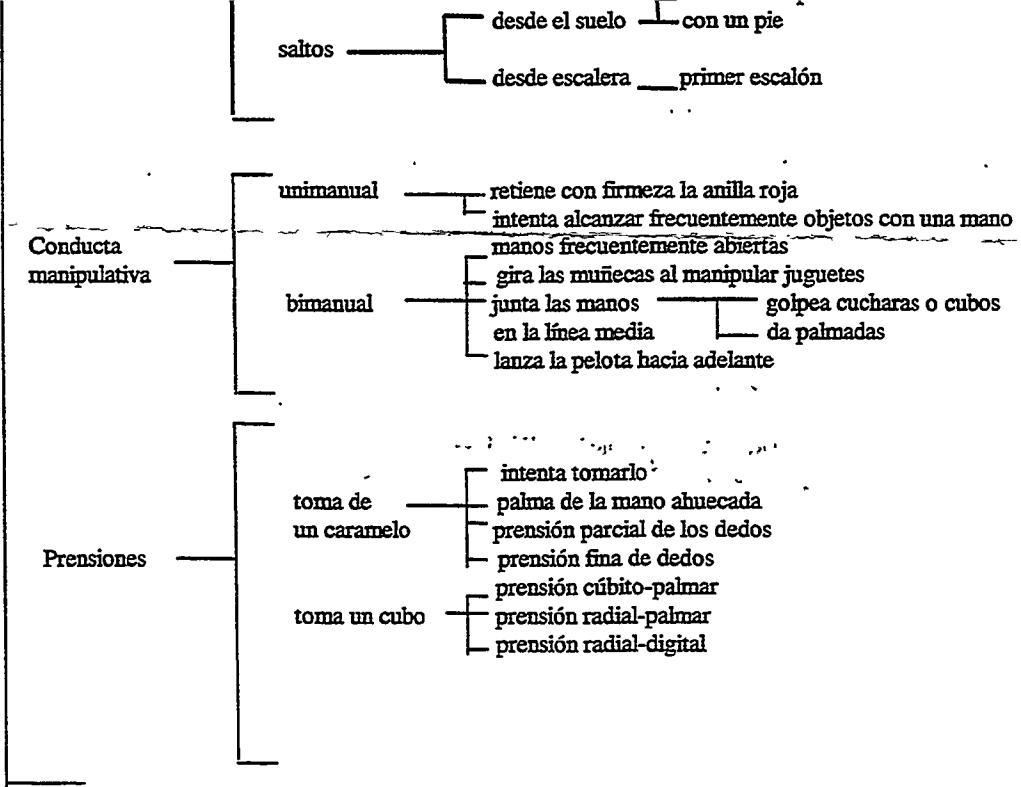 desde el suelo
con un pie
saltos
desde escalera
primer escalón
unimanual
retiene con firmeza la anilla roja
intenta alcanzar frecuentemente objetos con una mano
Conducta
manipulativa
manos frecuentemente abiertas
gira las muñecas al manipular juguetes
bimanual
junta las manos
golpea cucharas o cubos
en la línea media
da palmadas
lanza la pelota hacia adelante
Prensiones
toma de
un caramelo
intenta tomarlo
palma de la mano ahuecada
prensión parcial de los dedos
prensión fina de dedos
toma un cubo
prensión cúbito-palmar
prensión radial-palmar
prensión radial-digital